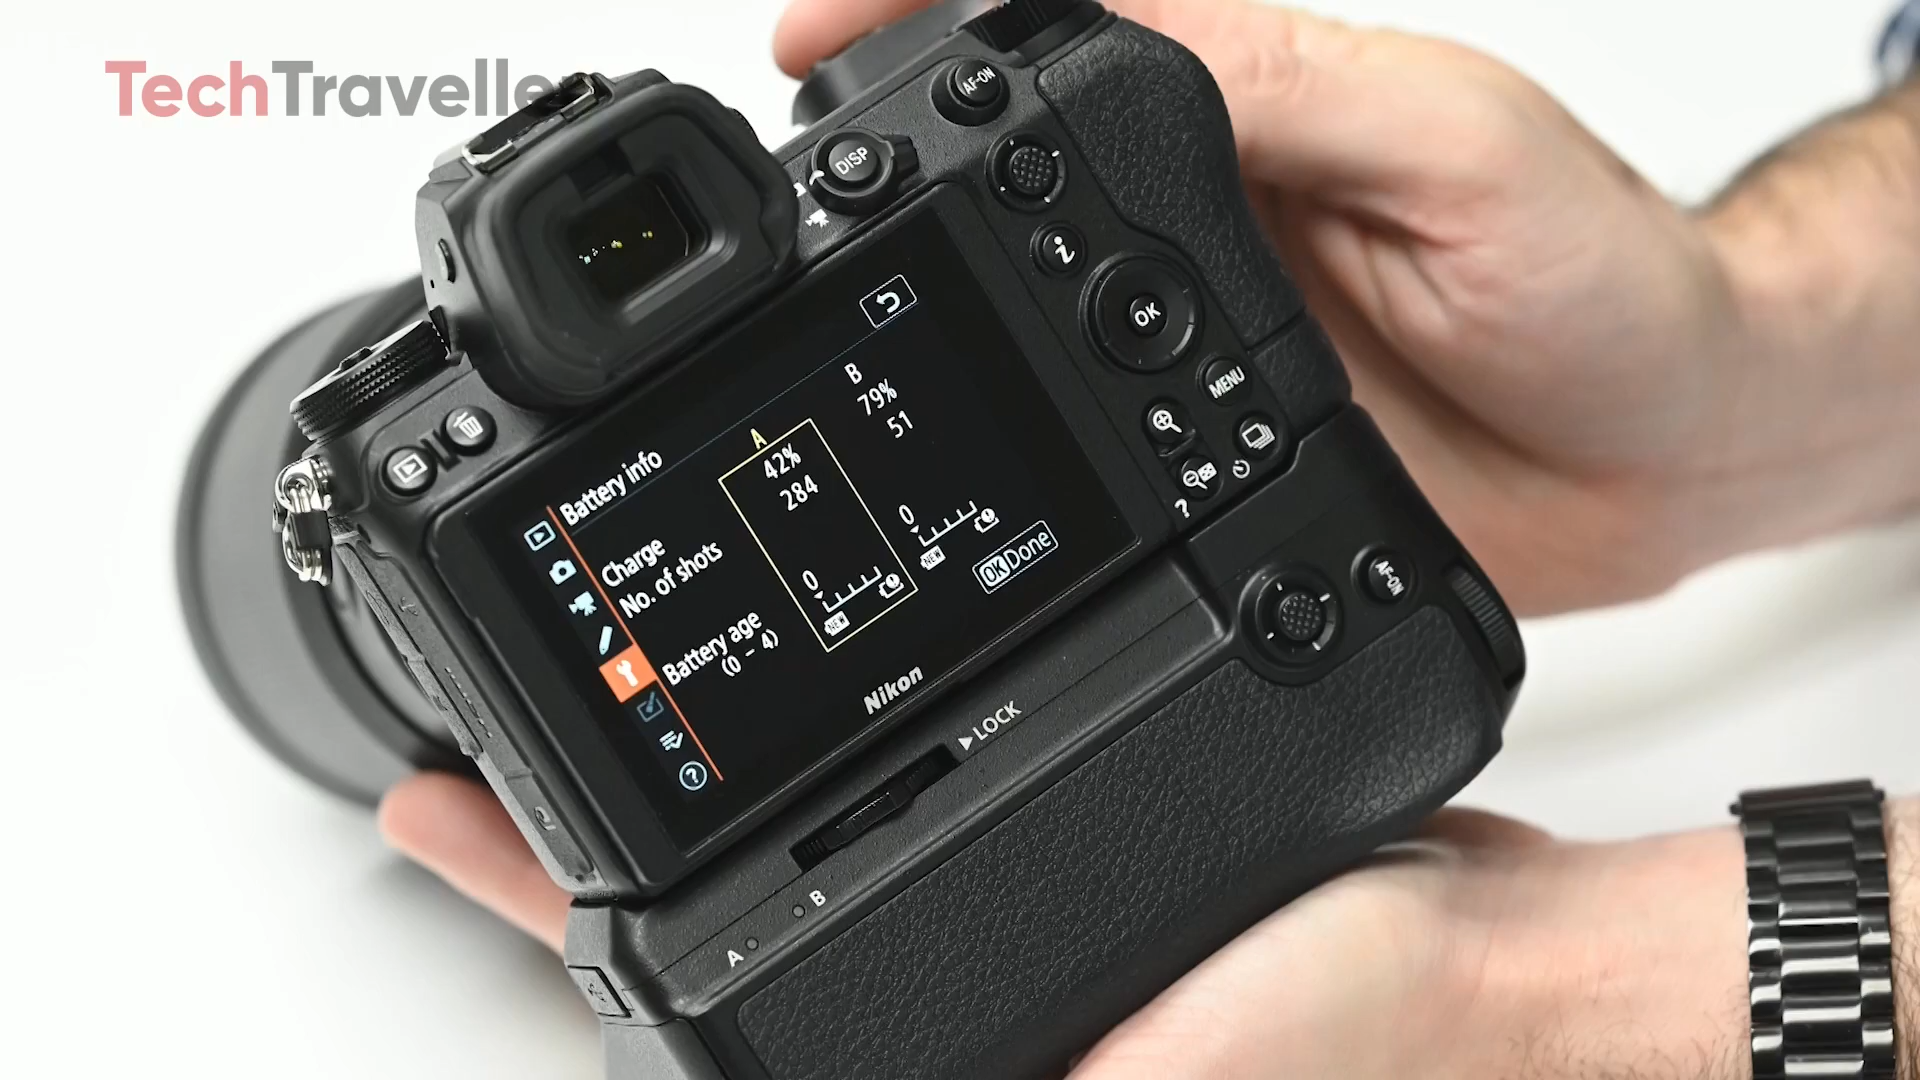 TechTravelle
AF-ON
DISP
i
OK
MENU
?
Battery info
A
B
Charge
42%
79%
No. of shots
284
51
Battery age
(0 - 4)
0
NEW
0
NEW
OK Done
Nikon
LOCK
AF-ON
B
A